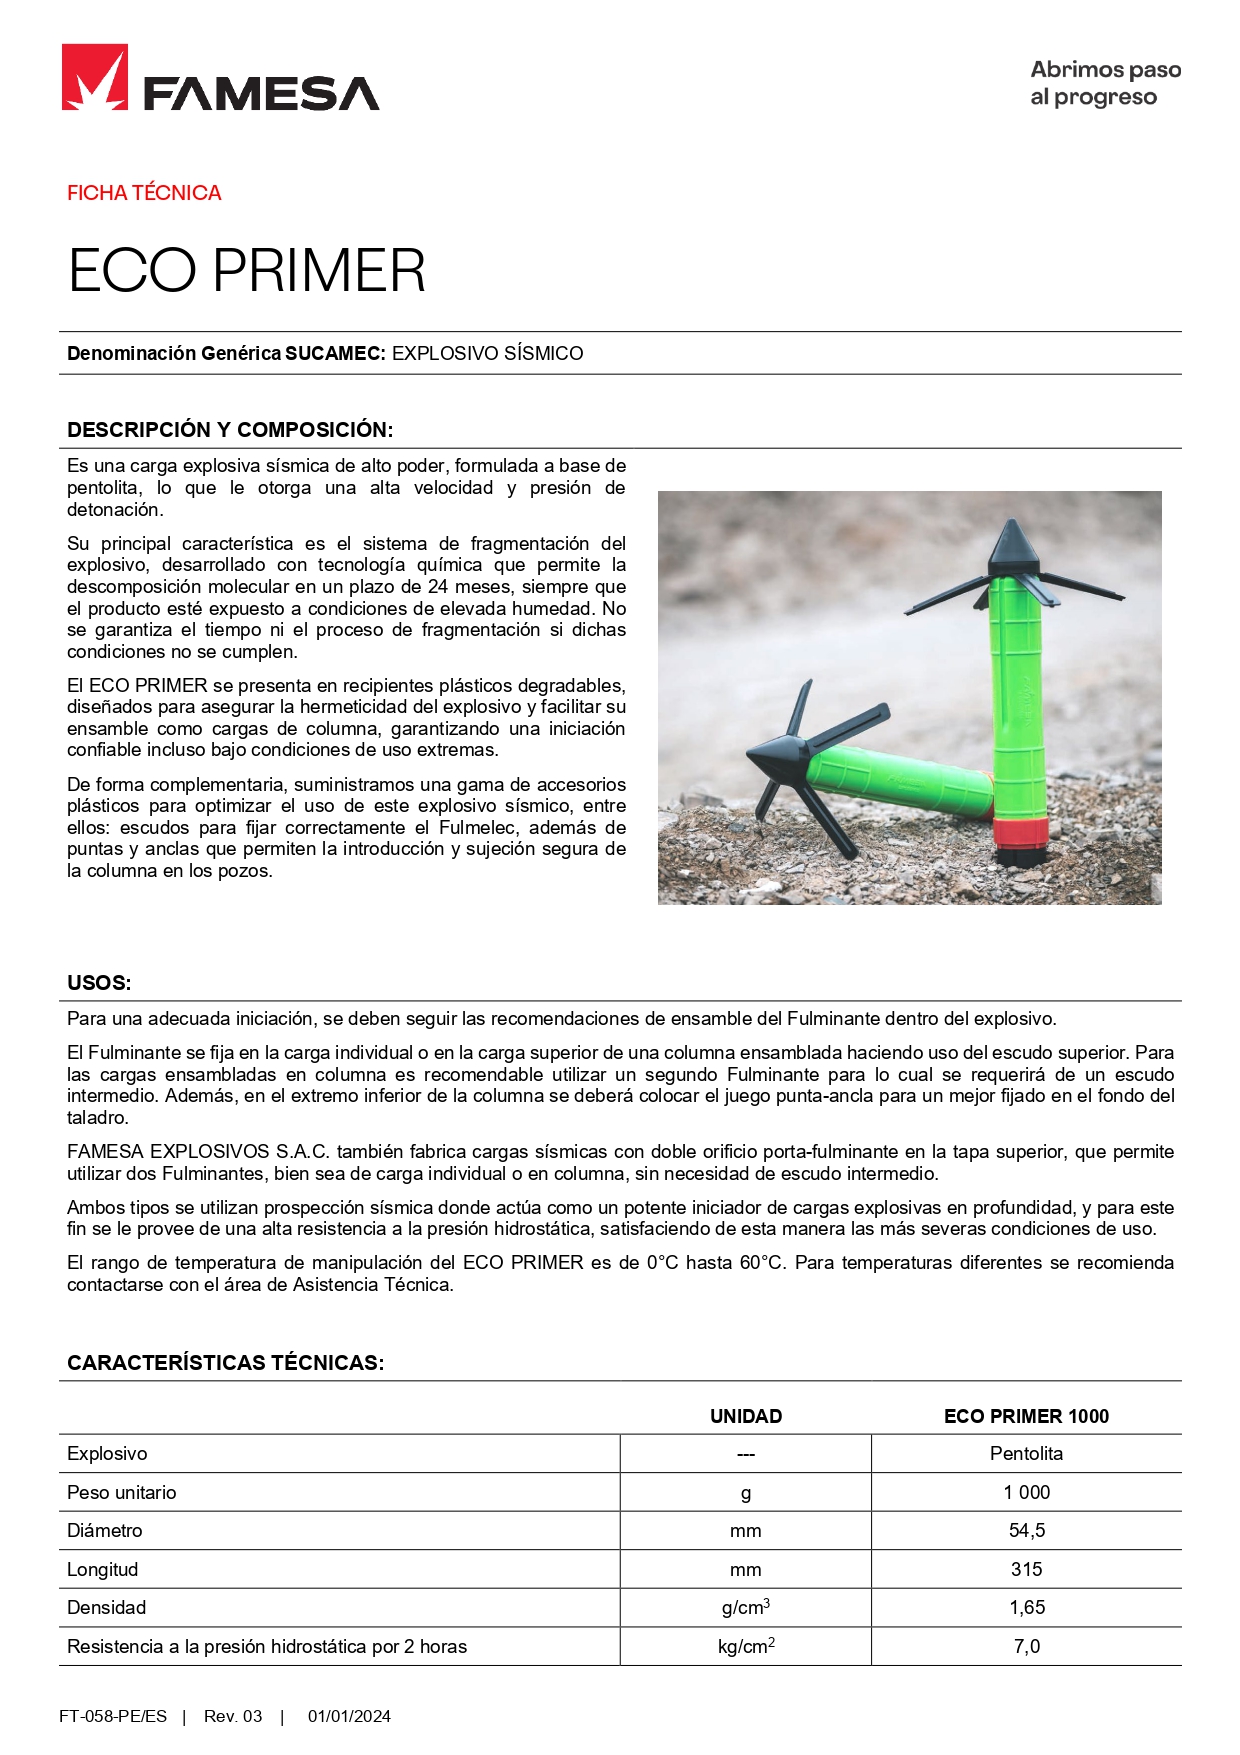 FAMESA
Abrimos paso
al progreso
FICHA TÉCNICA
ECO PRIMER
Denominación Genérica SUCAMEC: EXPLOSIVO SÍSMICO
DESCRIPCIÓN Y COMPOSICIÓN:
Es una carga explosiva sísmica de alto poder, formulada a base de
pentolita, lo que le otorga una alta velocidad y presión de
detonación.
Su principal característica es el sistema de fragmentación del
explosivo, desarrollado con tecnología química que permite la
descomposición molecular en un plazo de 24 meses, siempre que
el producto esté expuesto a condiciones de elevada humedad. No
se garantiza el tiempo ni el proceso de fragmentación si dichas
condiciones no se cumplen.
El ECO PRIMER se presenta en recipientes plásticos degradables,
diseñados para asegurar la hermeticidad del explosivo y facilitar su
ensamble como cargas de columna, garantizando una iniciación
confiable incluso bajo condiciones de uso extremas.
De forma complementaria, suministramos una gama de accesorios
plásticos para optimizar el uso de este explosivo sísmico, entre
ellos: escudos para fijar correctamente el Fulmelec, además de
puntas y anclas que permiten la introducción y sujeción segura de
la columna en los pozos.
USOS:
Para una adecuada iniciación, se deben seguir las recomendaciones de ensamble del Fulminante dentro del explosivo.
El Fulminante se fija en la carga individual o en la carga superior de una columna ensamblada haciendo uso del escudo superior. Para
las cargas ensambladas en columna es recomendable utilizar un segundo Fulminante para lo cual se requerirá de un escudo
intermedio. Además, en el extremo inferior de la columna se deberá colocar el juego punta-ancla para un mejor fijado en el fondo del
taladro.
FAMESA EXPLOSIVOS S.A.C. también fabrica cargas sísmicas con doble orificio porta-fulminante en la tapa superior, que permite
utilizar dos Fulminantes, bien sea de carga individual o en columna, sin necesidad de escudo intermedio.
Ambos tipos se utilizan prospección sísmica donde actúa como un potente iniciador de cargas explosivas en profundidad, y para este
fin se le provee de una alta resistencia a la presión hidrostática, satisfaciendo de esta manera las más severas condiciones de uso.
El rango de temperatura de manipulación del ECO PRIMER es de 0°C hasta 60°C. Para temperaturas diferentes se recomienda
contactarse con el área de Asistencia Técnica.
CARACTERÍSTICAS TÉCNICAS:
UNIDAD ECO PRIMER 1000
Explosivo --- Pentolita
Peso unitario g 1 000
Diámetro mm 54,5
Longitud mm 315
Densidad g/cm³ 1,65
Resistencia a la presión hidrostática por 2 horas kg/cm² 7,0
FT-058-PE/ES | Rev. 03 | 01/01/2024